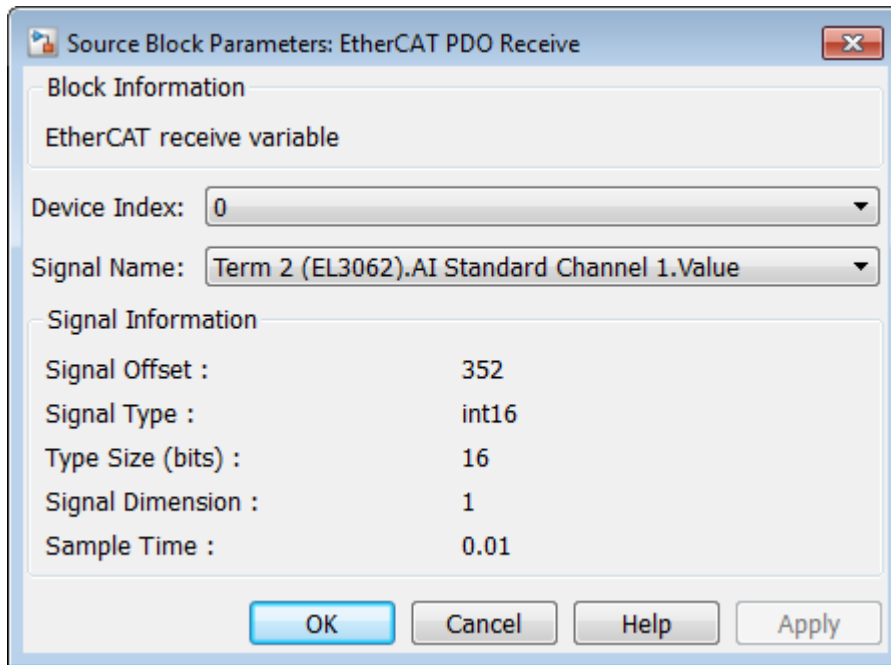 Source Block Parameters: EtherCAT PDO Receive
Block Information
EtherCAT receive variable
Device Index: 0
Signal Name: Term 2 (EL3062).AI Standard Channel 1.Value
Signal Information
Signal Offset : 352
Signal Type : int16
Type Size (bits) : 16
Signal Dimension : 1
Sample Time : 0.01
OK Cancel Help Apply